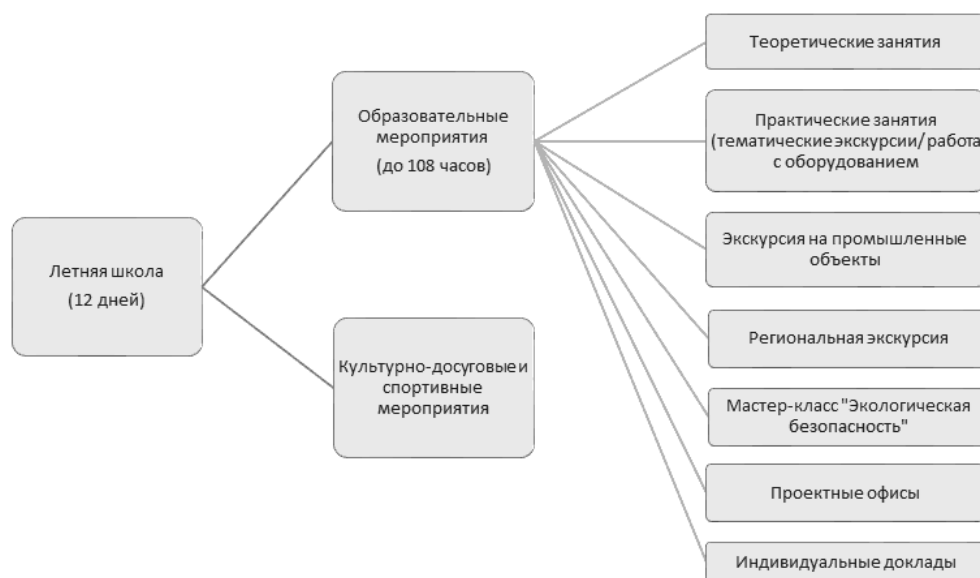 Летняя школа
(12 дней)
Образовательные
мероприятия
(до 108 часов)
Культурно-досуговые и
спортивные
мероприятия
Теоретические занятия
Практические занятия
(тематические экскурсии/ работа
с оборудованием
Экскурсия на промышленные
объекты
Региональная экскурсия
Мастер-класс "Экологическая
безопасность"
Проектные офисы
Индивидуальные доклады